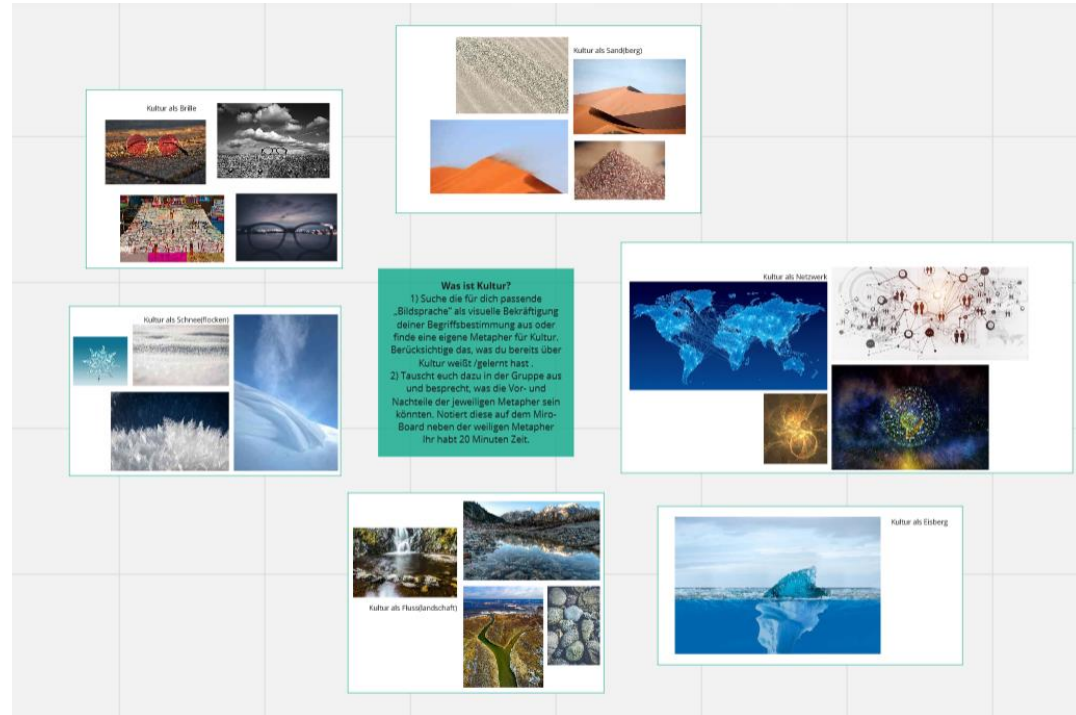 Kultur als Sand(berg)
Kultur als Brille
Was ist Kultur?
1) Suche die für dich passende
„Bildsprache“ als visuelle Bekräftigung
deiner Begriffsbestimmung aus oder
finde eine eigene Metapher für Kultur.
Berücksichtige das, was du bereits über
Kultur weißt /gelernt hast .
2) Tauscht euch dazu in der Gruppe aus
und besprecht, was die Vor- und
Nachteile der jeweiligen Metapher sein
könnten. Notiert diese auf dem Miro-
Board neben der weiligen Metapher
Ihr habt 20 Minuten Zeit.
Kultur als Netzwerk
Kultur als Schnee(flocken)
Kultur als Fluss(landschaft)
Kultur als Eisberg